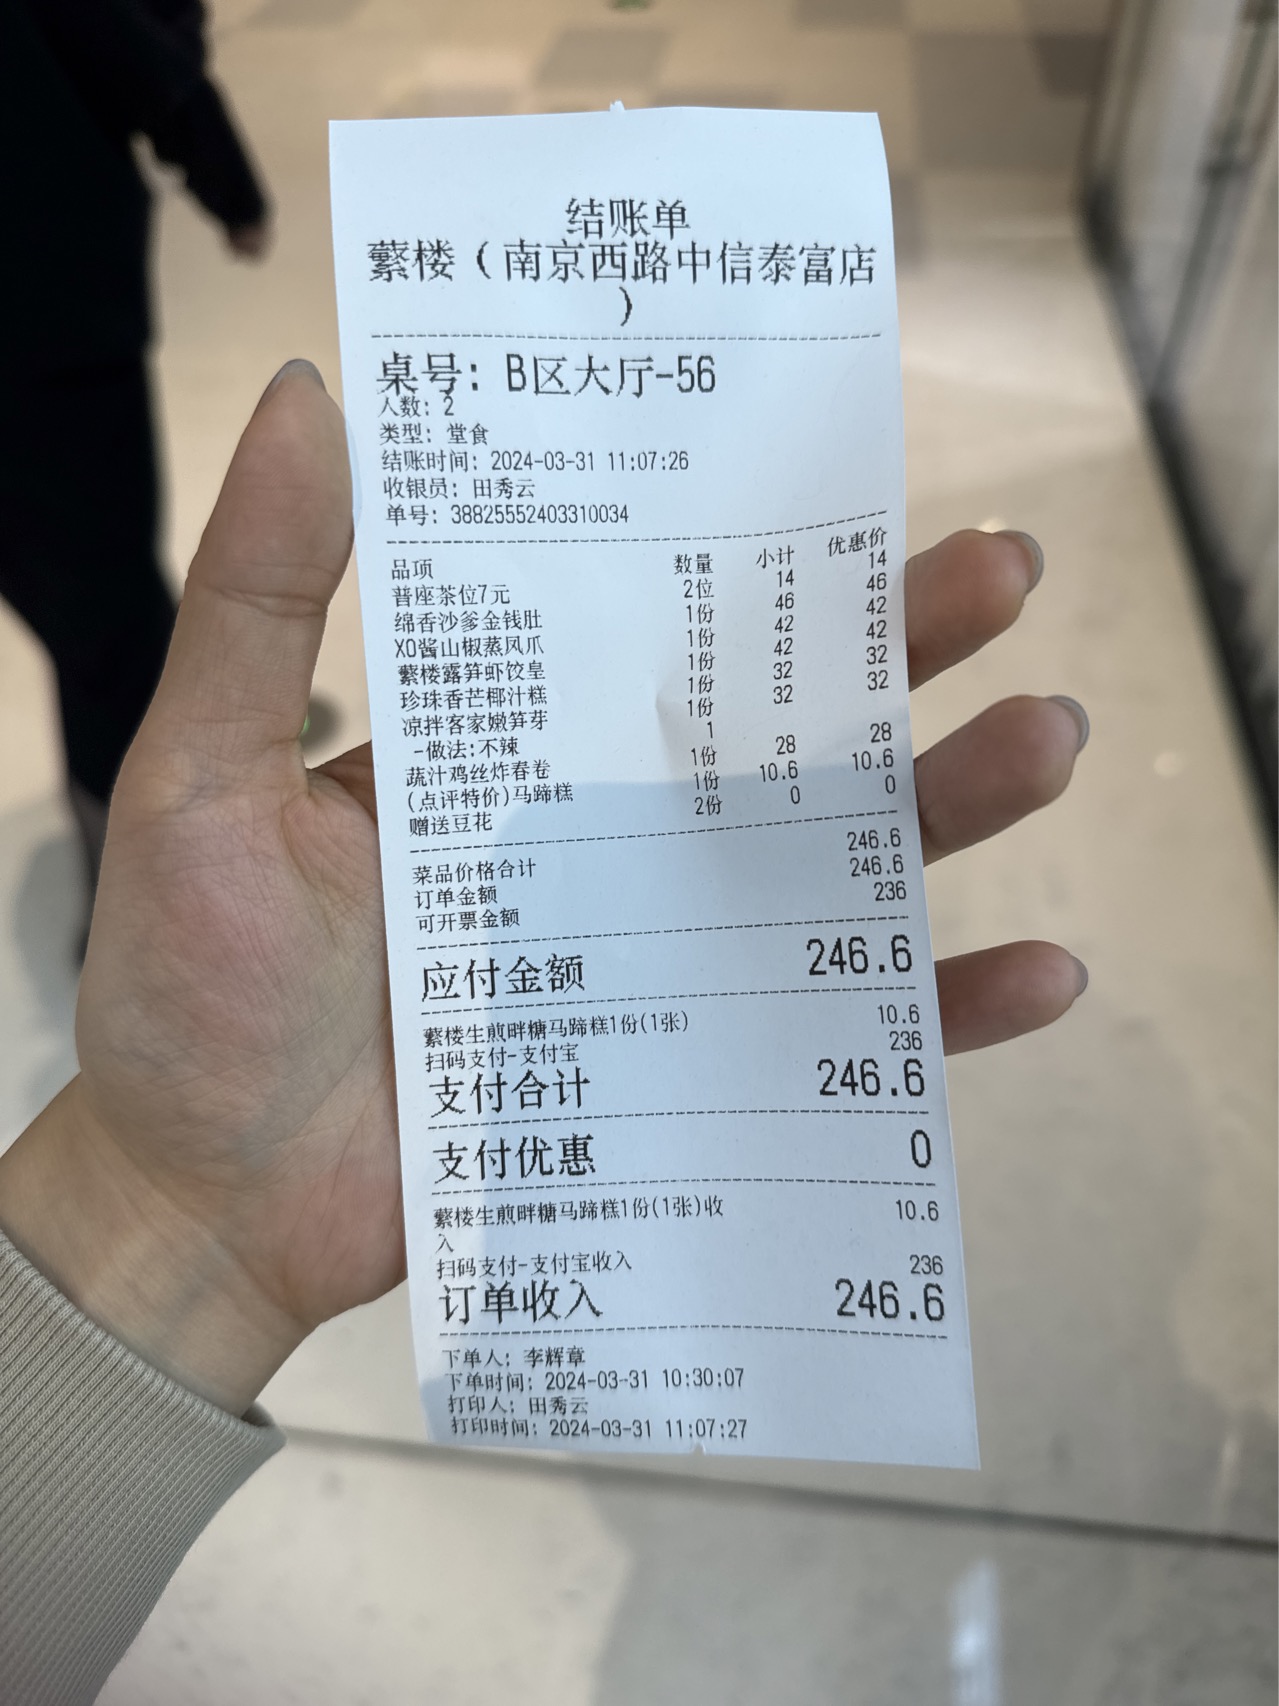 结账单
蘩楼（南京西路中信泰富店
）
桌号: B区大厅-56
人数: 2
类型: 堂食
结账时间: 2024-03-31 11:07:26
收银员: 田秀云
单号: 38825552403310034
品项 数量 小计 优惠价
普座茶位7元 2位 14 14
绵香沙爹金钱肚 1份 46 46
XO酱山椒蒸凤爪 1份 42 42
蘩楼露笋虾饺皇 1份 42 42
珍珠香芒椰汁糕 1份 32 32
凉拌客家嫩笋芽 1份 32 32
-做法:不辣 1
蔬汁鸡丝炸春卷 1份 28 28
(点评特价)马蹄糕 1份 10.6 10.6
赠送豆花 2份 0 0
菜品价格合计 246.6
订单金额 246.6
可开票金额 236
应付金额 246.6
蘩楼生煎畔糖马蹄糕1份(1张) 10.6
扫码支付-支付宝 236
支付合计 246.6
支付优惠 0
蘩楼生煎畔糖马蹄糕1份(1张)收 10.6
入
扫码支付-支付宝收入 236
订单收入 246.6
下单人: 李辉章
下单时间: 2024-03-31 10:30:07
打印人: 田秀云
打印时间: 2024-03-31 11:07:27